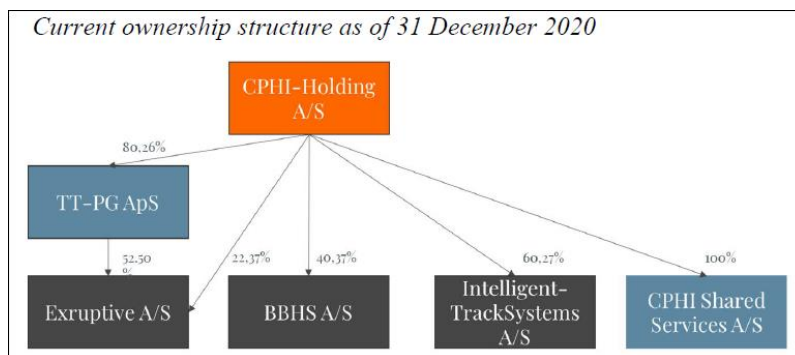 Current ownership structure as of 31 December 2020
CPHI-Holding
A/S
80,26%
TT-PG ApS
52.50
%
22,37%
40,37%
60,27%
100%
Exruptive A/S
BBHS A/S
Intelligent-
TrackSystems
A/S
CPHI Shared
Services A/S